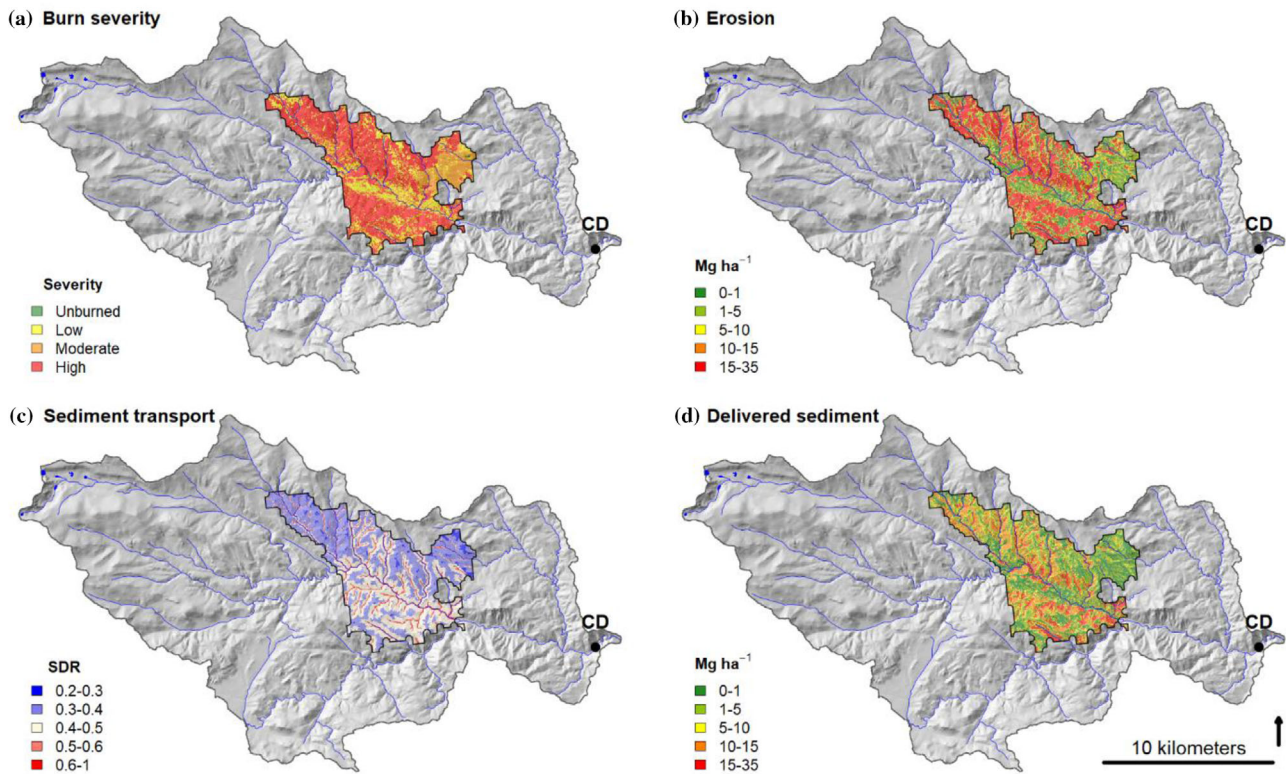 (a) Burn severity
CD
Severity
Unburned
Low
Moderate
High
(b) Erosion
CD
Mg ha⁻¹
0-1
1-5
5-10
10-15
15-35
(c) Sediment transport
CD
SDR
0.2-0.3
0.3-0.4
0.4-0.5
0.5-0.6
0.6-1
(d) Delivered sediment
CD
Mg ha⁻¹
0-1
1-5
5-10
10-15
15-35
10 kilometers